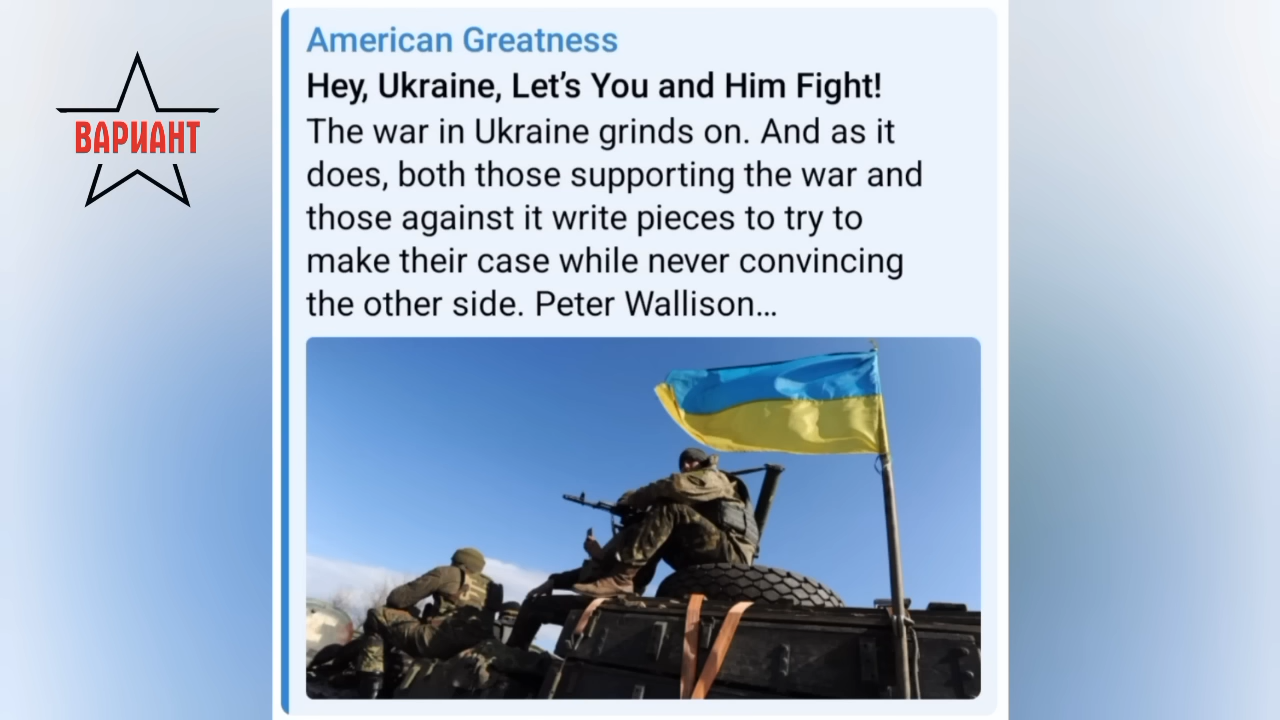 ВАРИАНТ
American Greatness
Hey, Ukraine, Let’s You and Him Fight!
The war in Ukraine grinds on. And as it
does, both those supporting the war and
those against it write pieces to try to
make their case while never convincing
the other side. Peter Wallison…